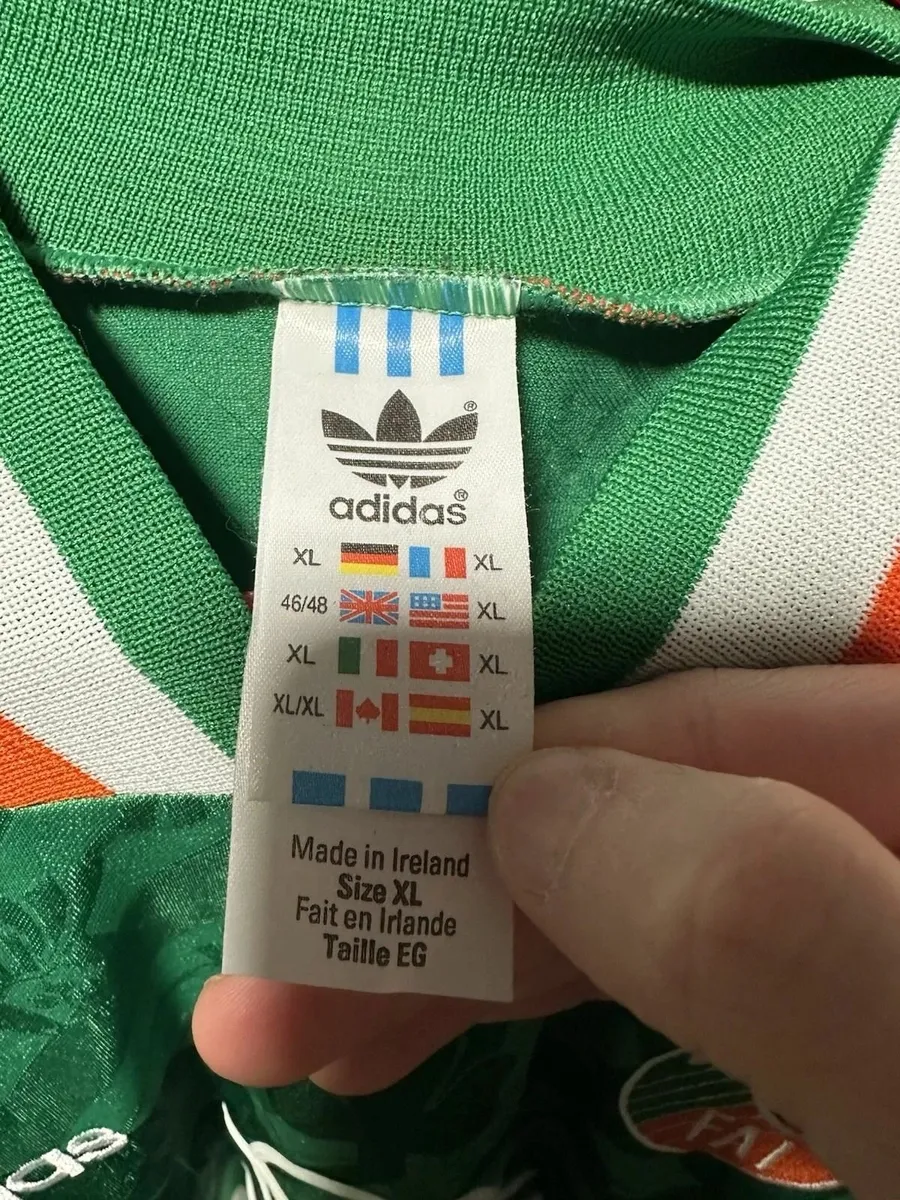 ®
adidas®
XL XL
46/48 XL
XL XL
XL/XL XL
Made in Ireland
Size XL
Fait en Irlande
Taille EG
FAI